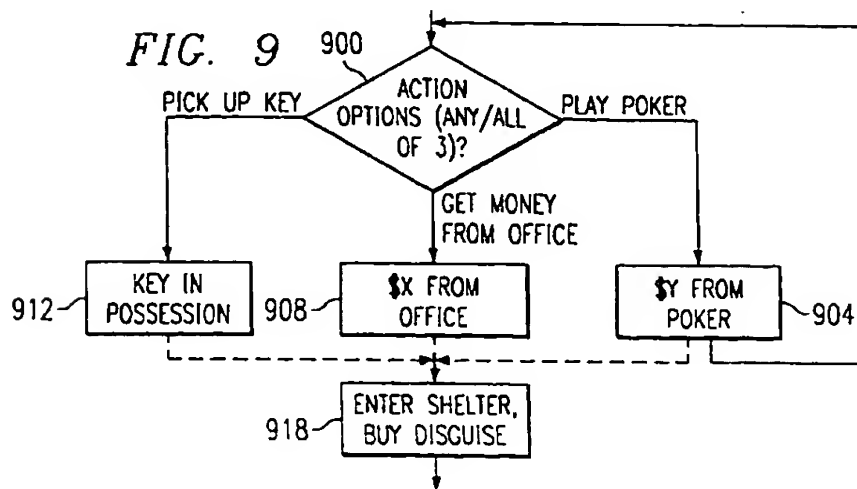 FIG. 9
900
ACTION
OPTIONS (ANY/ALL
OF 3)?
PICK UP KEY
PLAY POKER
GET MONEY
FROM OFFICE
KEY IN
POSSESSION
912
$X FROM
OFFICE
908
$Y FROM
POKER
904
ENTER SHELTER,
BUY DISGUISE
918